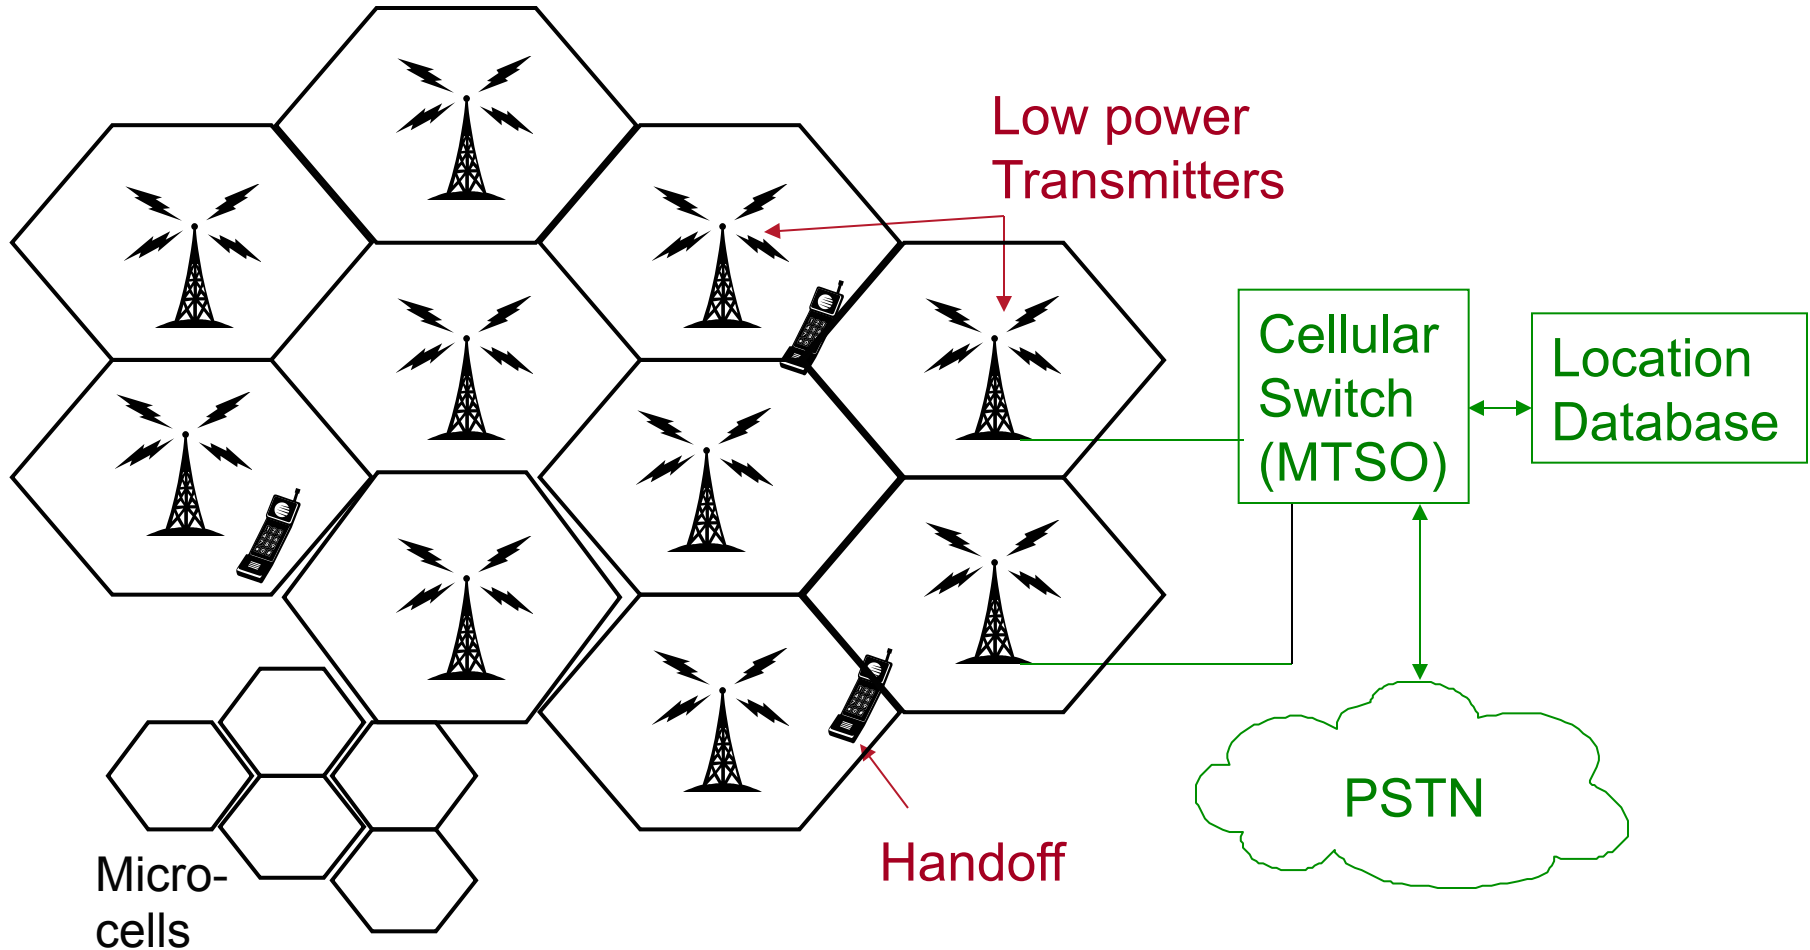 Low power
Transmitters
Cellular
Switch
(MTSO)
Location
Database
PSTN
Handoff
Micro-
cells